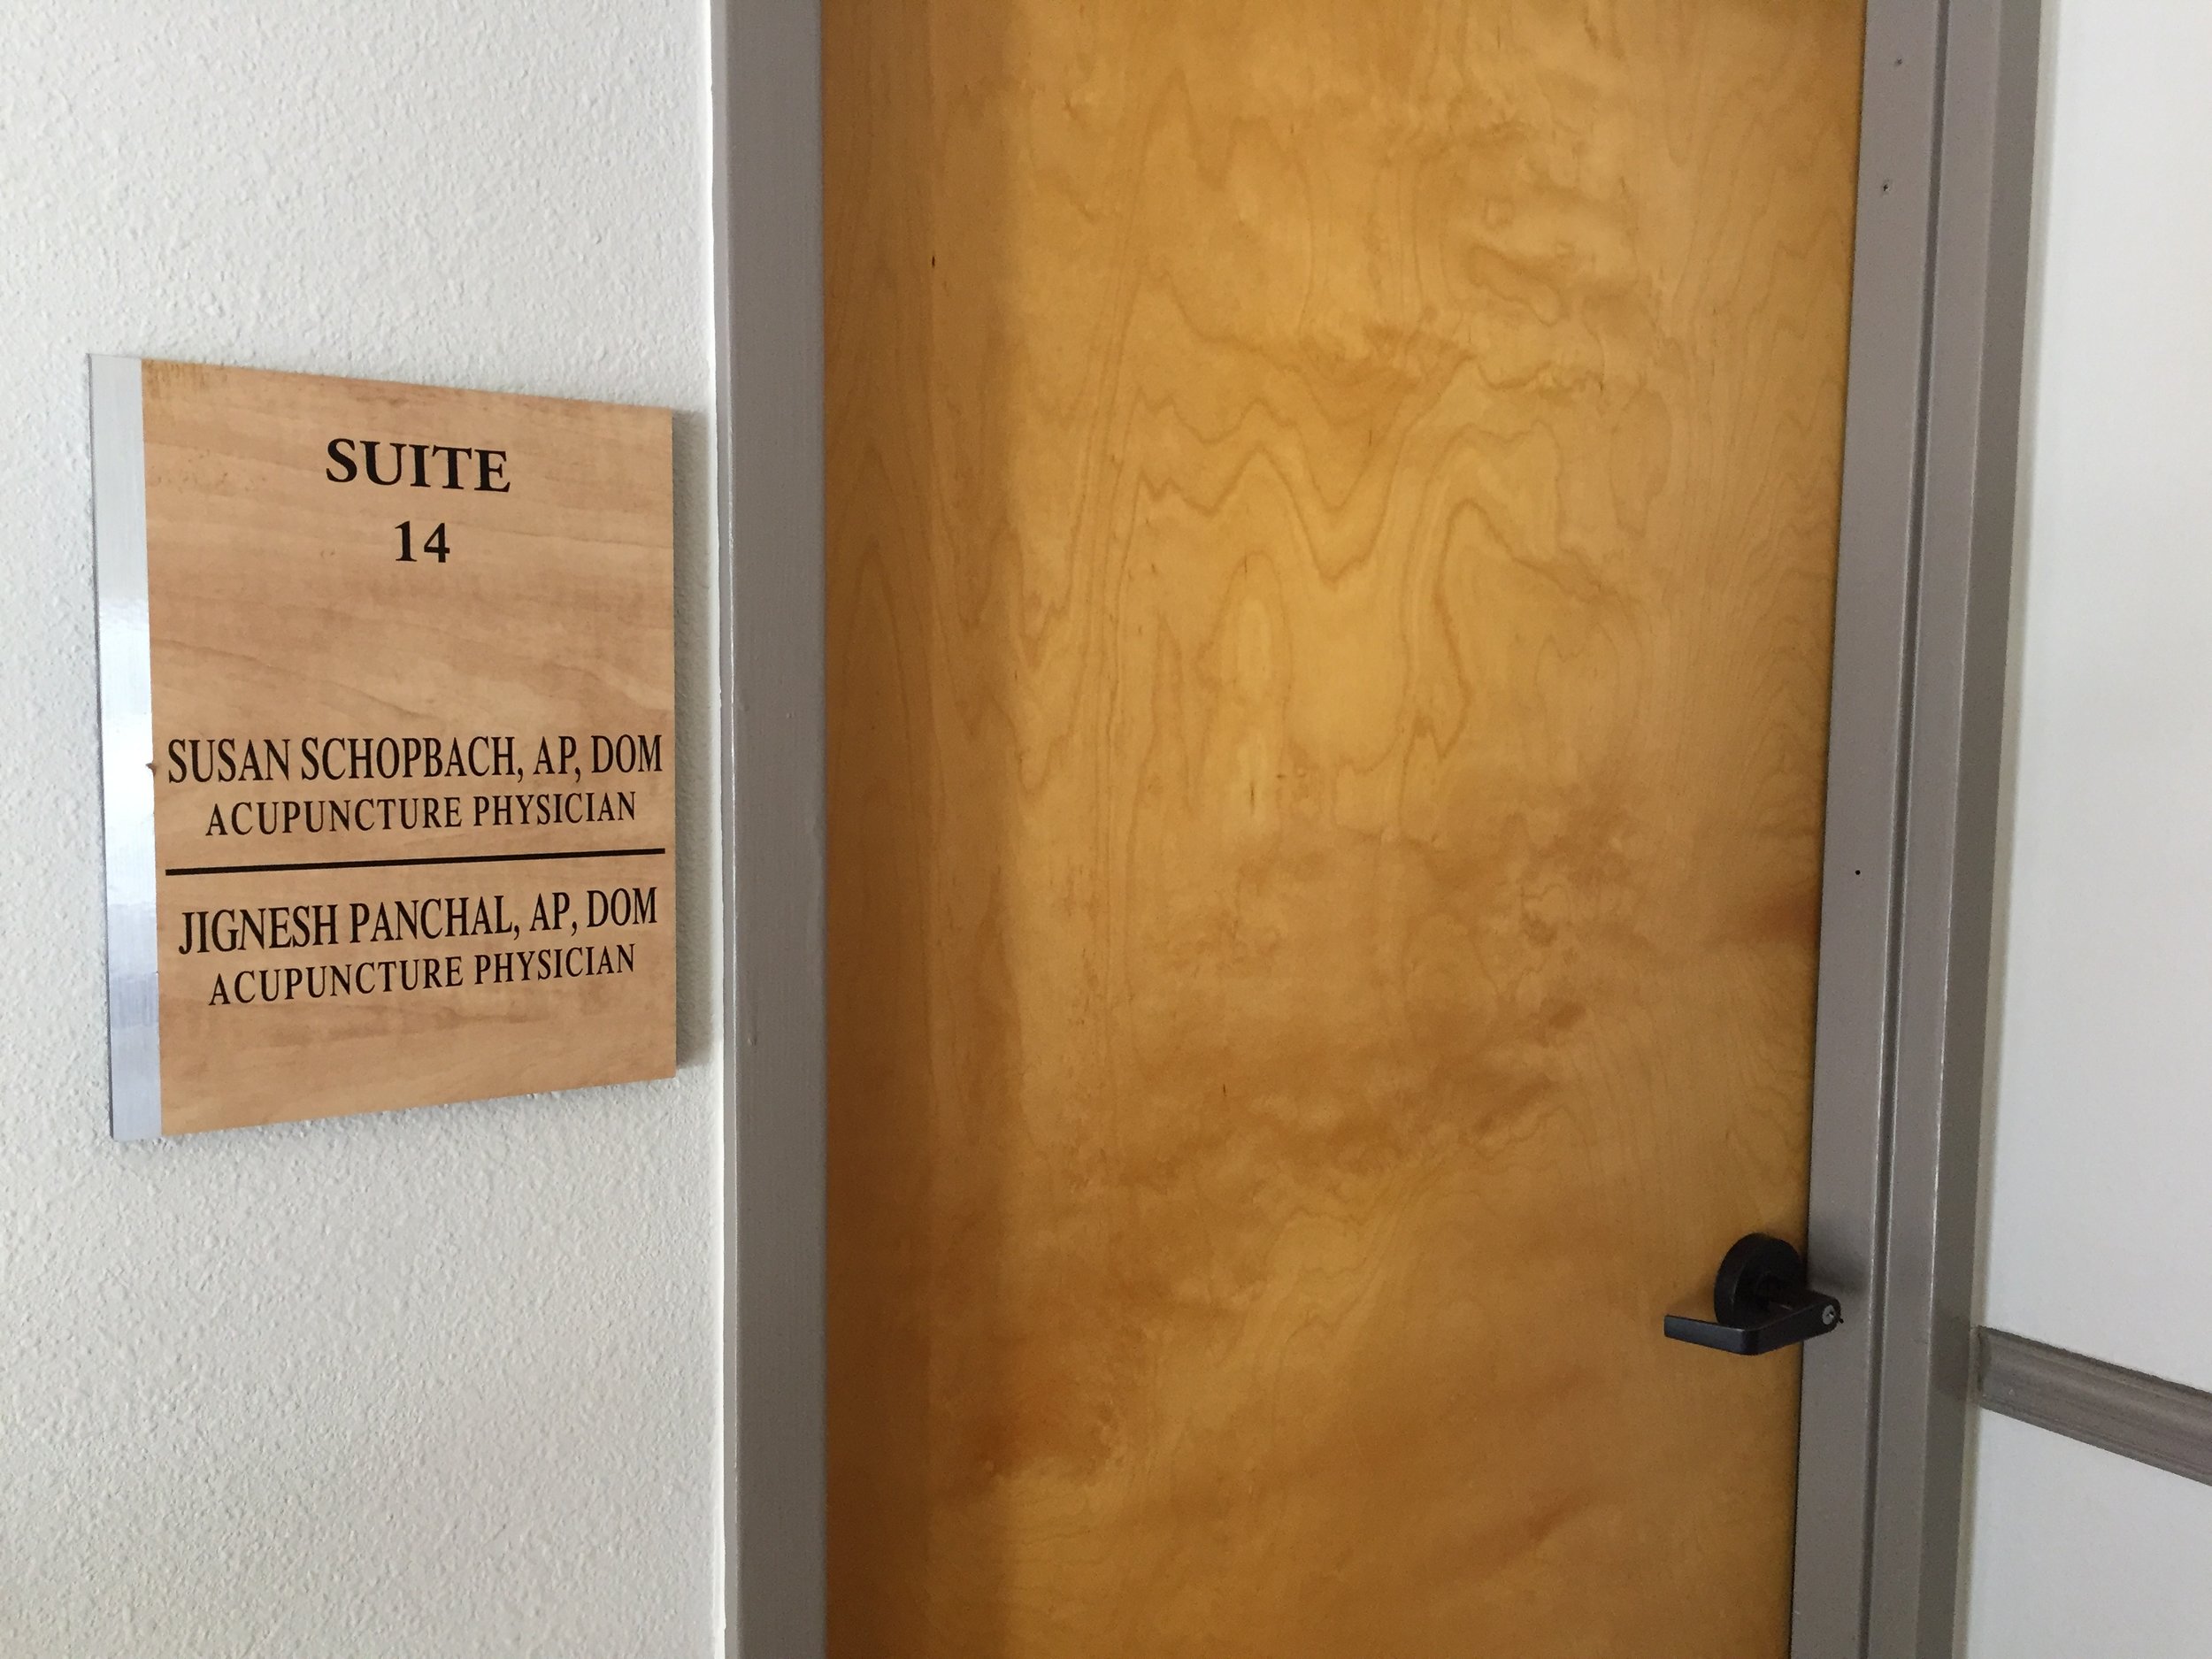 SUITE
14
SUSAN SCHOPBACH, AP, DOM
ACUPUNCTURE PHYSICIAN
JIGNESH PANCHAL, AP, DOM
ACUPUNCTURE PHYSICIAN